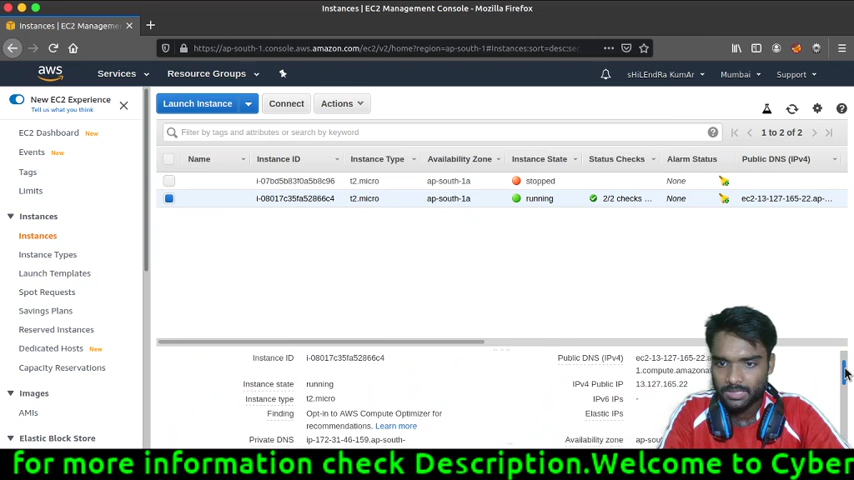 Instances | EC2 Management Console - Mozilla Firefox
Instances | EC2 Manageme
https://ap-south-1.console.aws.amazon.com/ec2/v2/home?region=ap-south-1#Instances:sort=desc:se
aws Services Resource Groups sHiLEndRa KumAr Mumbai Support
New EC2 Experience
Tell us what you think
EC2 Dashboard New
Events New
Tags
Limits
Instances
Instances
Instance Types
Launch Templates
Spot Requests
Savings Plans
Reserved Instances
Dedicated Hosts New
Capacity Reservations
Images
AMIs
Elastic Block Store
Launch Instance Connect Actions
Filter by tags and attributes or search by keyword 1 to 2 of 2
Name Instance ID Instance Type Availability Zone Instance State Status Checks Alarm Status Public DNS (IPv4)
i-07bd5b83f0a5b8c96 t2.micro ap-south-1a stopped None
i-08017c35fa52866c4 t2.micro ap-south-1a running 2/2 checks ... None ec2-13-127-165-22.ap-...
Instance ID i-08017c35fa52866c4 Public DNS (IPv4) ec2-13-127-165-22.a
1.compute.amazona
Instance state running IPv4 Public IP 13.127.165.22
Instance type t2.micro IPv6 IPs -
Finding Opt-in to AWS Compute Optimizer for Elastic IPs
recommendations. Learn more
Private DNS ip-172-31-46-159.ap-south- Availability zone ap-sou
for more information check Description.Welcome to Cyber